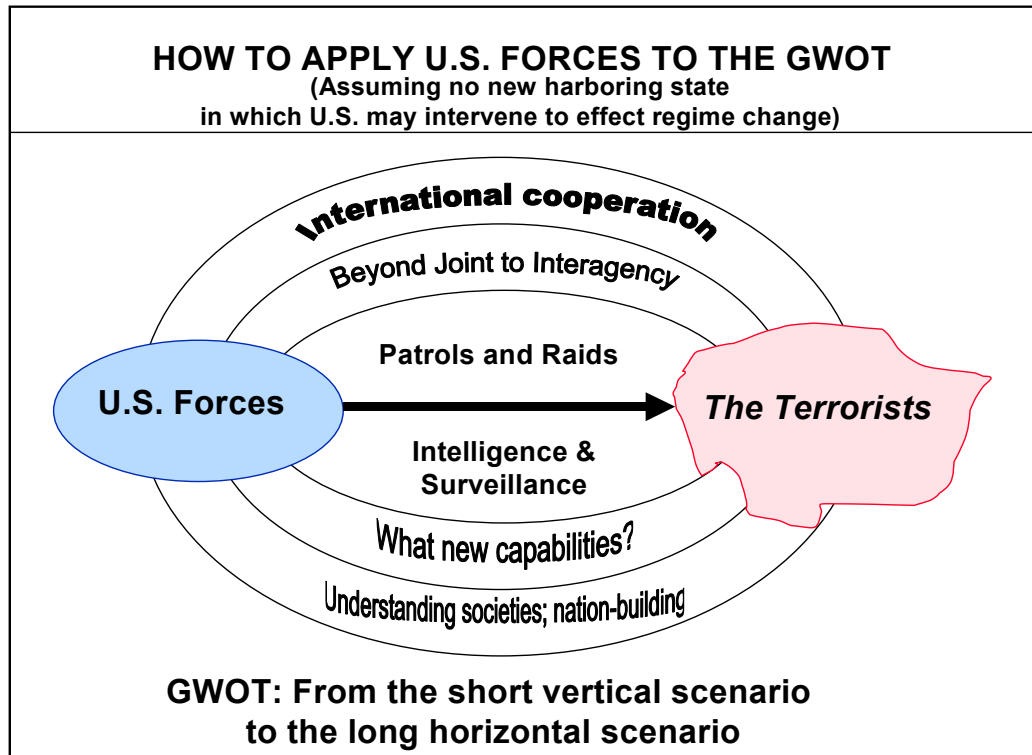 HOW TO APPLY U.S. FORCES TO THE GWOT
(Assuming no new harboring state
in which U.S. may intervene to effect regime change)
International cooperation
Beyond Joint to Interagency
Patrols and Raids
U.S. Forces
The Terrorists
Intelligence &
Surveillance
What new capabilities?
Understanding societies; nation-building
GWOT: From the short vertical scenario
to the long horizontal scenario